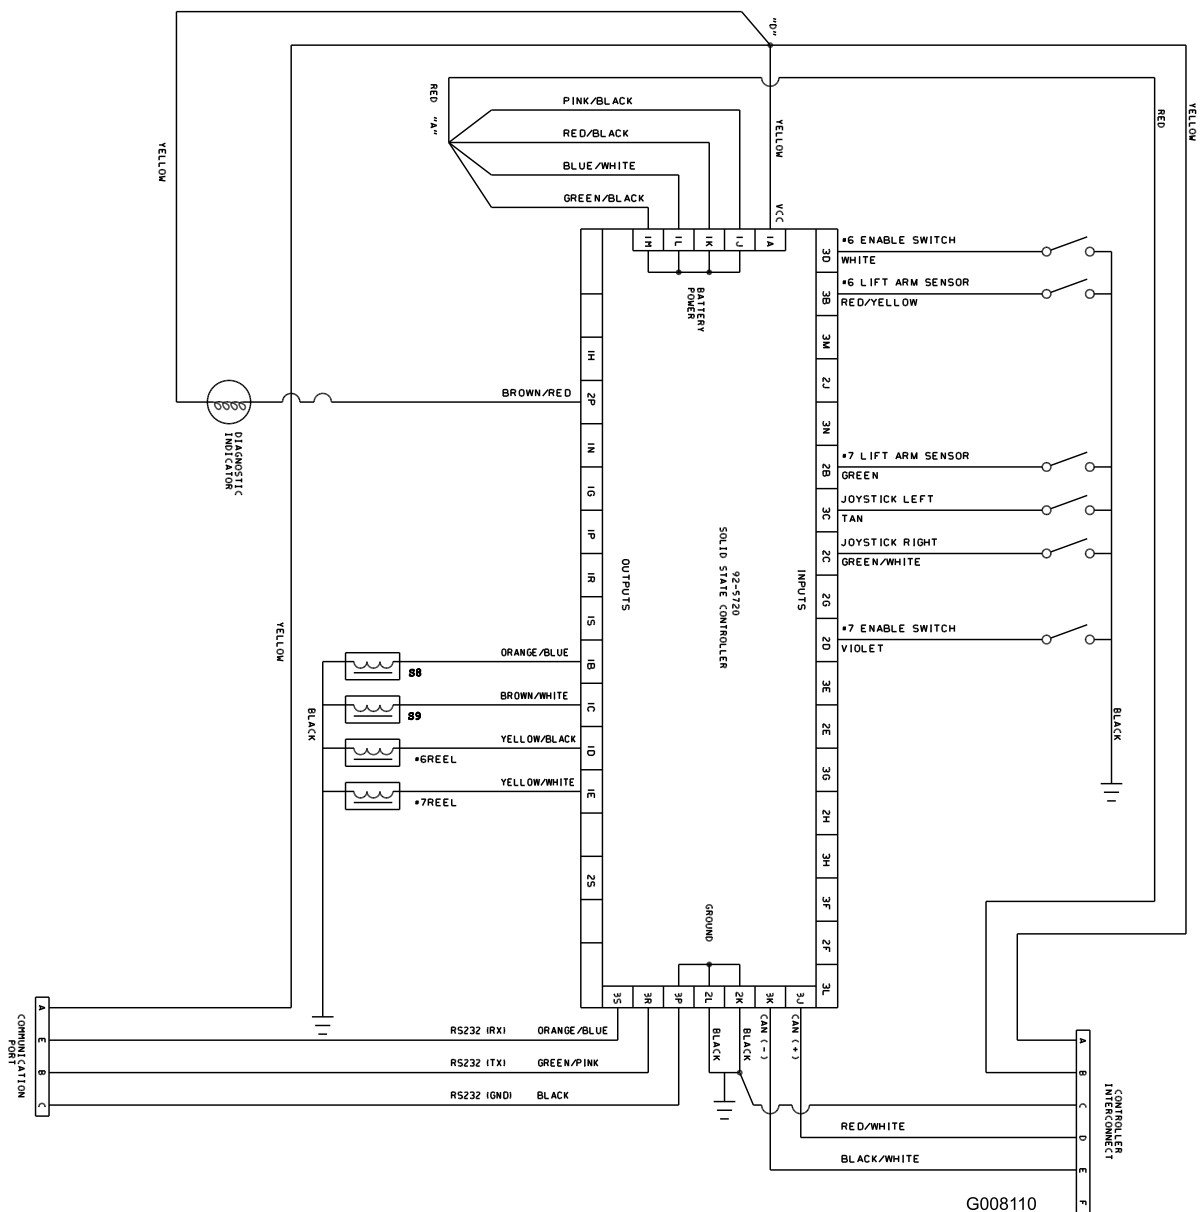 "D"
RED "A"
PINK/BLACK
RED/BLACK
BLUE/WHITE
GREEN/BLACK
YELLOW
YELLOW
VCC
RED
YELLOW
1M
1L
1K
1J
1A
BATTERY
POWER
3D
3B
3M
2J
3N
2B
3C
2C
2G
2D
3E
2E
3G
2H
3H
3F
2F
3L
#6 ENABLE SWITCH
WHITE
#6 LIFT ARM SENSOR
RED/YELLOW
#7 LIFT ARM SENSOR
GREEN
JOYSTICK LEFT
TAN
JOYSTICK RIGHT
GREEN/WHITE
#7 ENABLE SWITCH
VIOLET
BLACK
1H
2P
1N
1G
1P
1R
1S
1B
1C
1D
1E
2S
BROWN/RED
DIAGNOSTIC
INDICATOR
OUTPUTS
92-5720
SOLID STATE CONTROLLER
INPUTS
YELLOW
ORANGE/BLUE
S8
BROWN/WHITE
S9
YELLOW/BLACK
#6REEL
YELLOW/WHITE
#7REEL
BLACK
GROUND
3S
3R
3P
2L
2K
3K
3J
BLACK
BLACK
CAN (-)
CAN (+)
A
E
B
C
COMMUNICATION
PORT
RS232 (RX) ORANGE/BLUE
RS232 (TX) GREEN/PINK
RS232 (GND) BLACK
RED/WHITE
BLACK/WHITE
A
B
C
D
E
F
CONTROLLER
INTERCONNECT
G008110